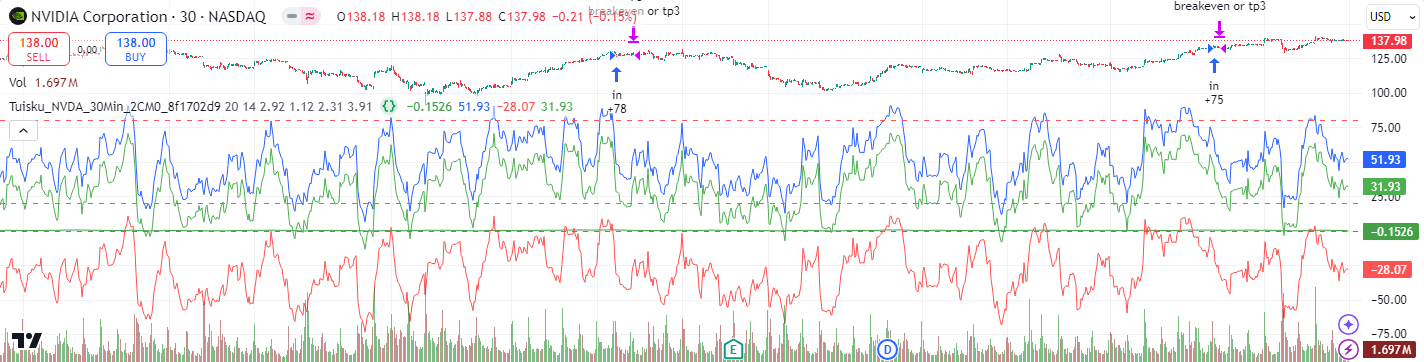 NVIDIA Corporation · 30 · NASDAQ
O138.18 H138.18 L137.88 C137.98 −0.21 (−0.15%)
breakeven or tp3
breakeven or tp3
USD
138.00
SELL
0.00
138.00
BUY
137.98
125.00
Vol 1.697M
in
+78
in
+75
100.00
Tuisku_NVDA_30Min_2CM0_8f1702d9 20 14 2.92 1.12 2.31 3.91 {} −0.1526 51.93 −28.07 31.93
75.00
51.93
31.93
25.00
−0.1526
−28.07
−50.00
−75.00
E
D
1.697M